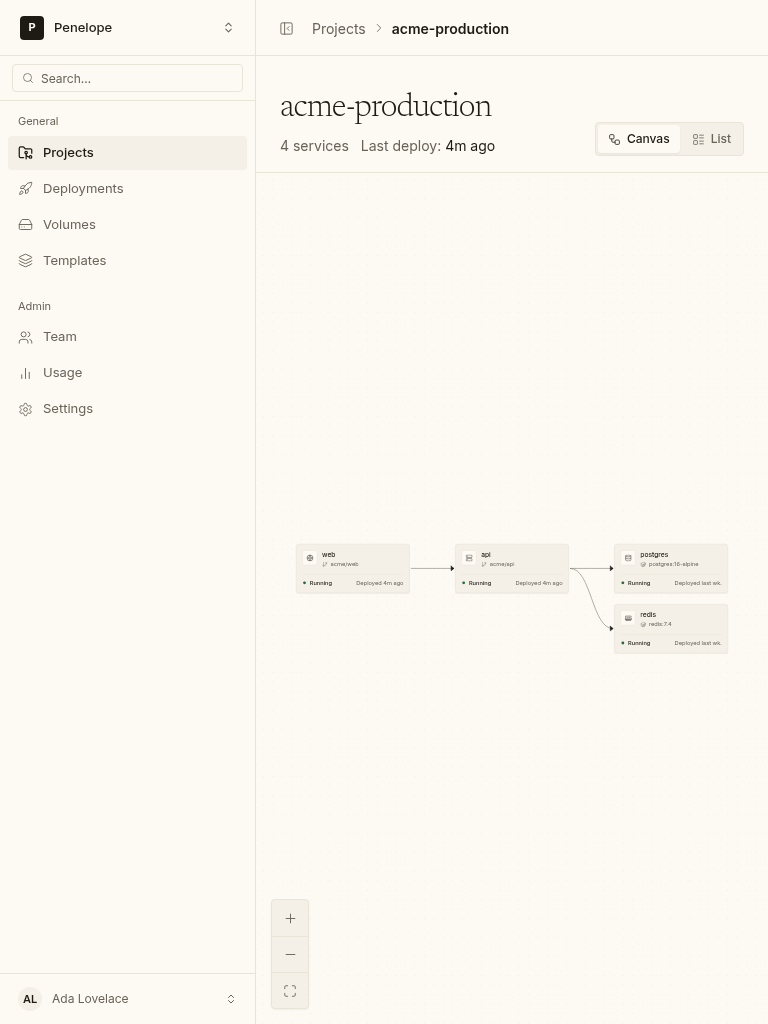 P Penelope
Search...
General
Projects
Deployments
Volumes
Templates
Admin
Team
Usage
Settings
AL Ada Lovelace
Projects > acme-production
acme-production
4 services Last deploy: 4m ago
Canvas List
web
acme/web
Running Deployed 4m ago
api
acme/api
Running Deployed 4m ago
postgres
postgres:16-alpine
Running Deployed last wk.
redis
redis:7.4
Running Deployed last wk.